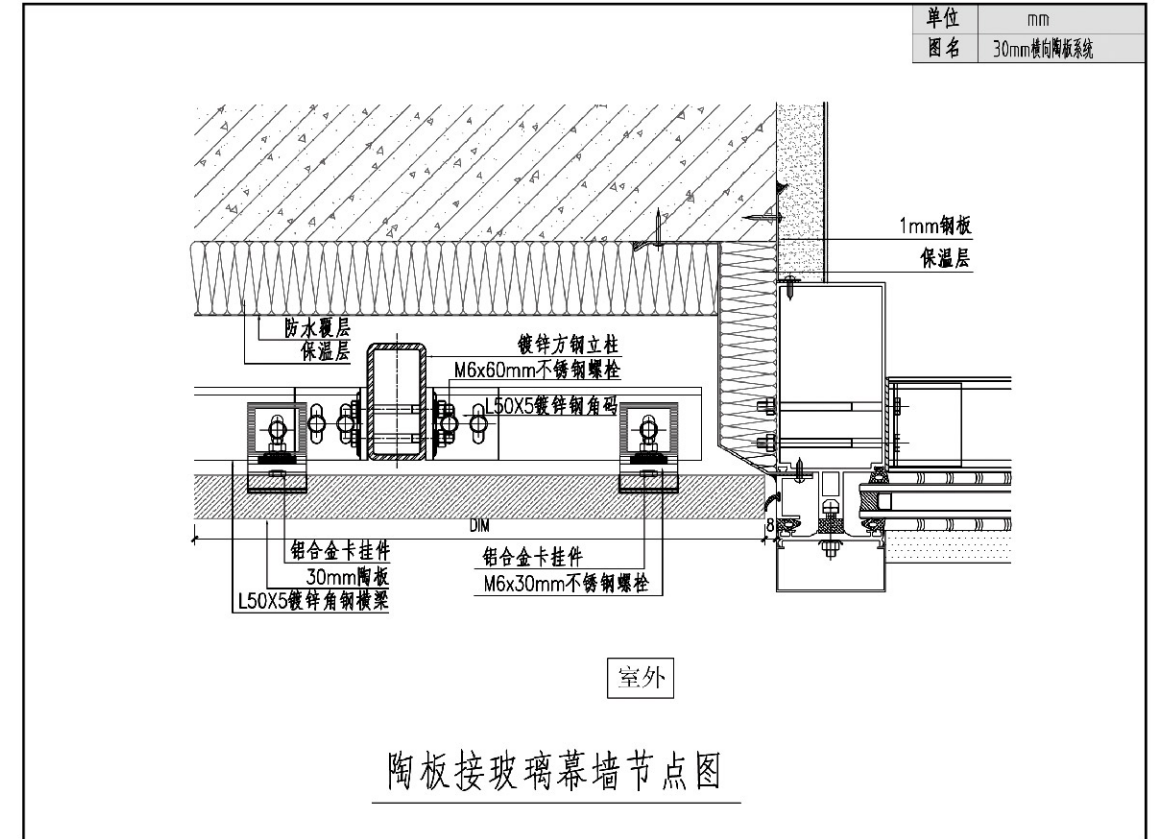 单位 mm
图名 30mm横向陶板系统
1mm钢板
保温层
防水覆层
保温层
镀锌方钢立柱
M6x60mm不锈钢螺栓
L50X5镀锌钢角码
DIM
8
铝合金卡挂件
30mm陶板
L50X5镀锌角钢横梁
铝合金卡挂件
M6x30mm不锈钢螺栓
室外
陶板接玻璃幕墙节点图